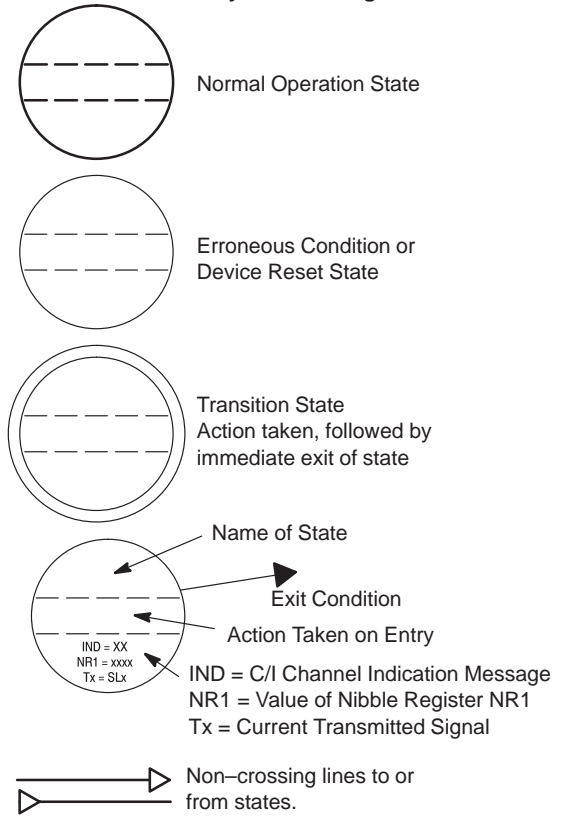 Normal Operation State
Erroneous Condition or
Device Reset State
Transition State
Action taken, followed by
immediate exit of state
Name of State
Exit Condition
Action Taken on Entry
IND = XX
NR1 = xxxx
Tx = SLx
IND = C/I Channel Indication Message
NR1 = Value of Nibble Register NR1
Tx = Current Transmitted Signal
Non–crossing lines to or
from states.